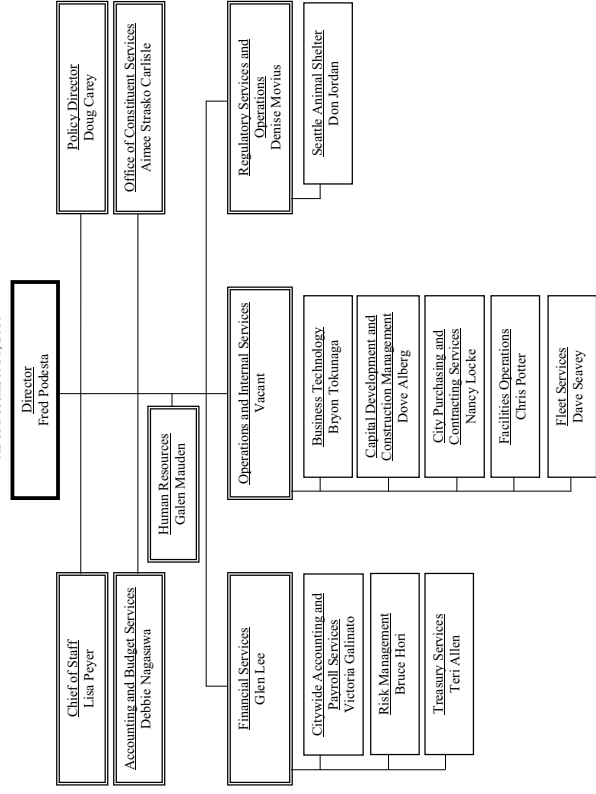 Director
Fred Podesta
Chief of Staff
Lisa Peyer
Policy Director
Doug Carey
Accounting and Budget Services
Debbie Nagasawa
Office of Constituent Services
Aimee Strasko Carlisle
Human Resources
Galen Mauden
Financial Services
Glen Lee
Citywide Accounting and
Payroll Services
Victoria Galinato
Risk Management
Bruce Hori
Treasury Services
Teri Allen
Operations and Internal Services
Vacant
Business Technology
Bryon Tokunaga
Capital Development and
Construction Management
Dove Alberg
City Purchasing and
Contracting Services
Nancy Locke
Facilities Operations
Chris Potter
Fleet Services
Dave Seavey
Regulatory Services and
Operations
Denise Movius
Seattle Animal Shelter
Don Jordan